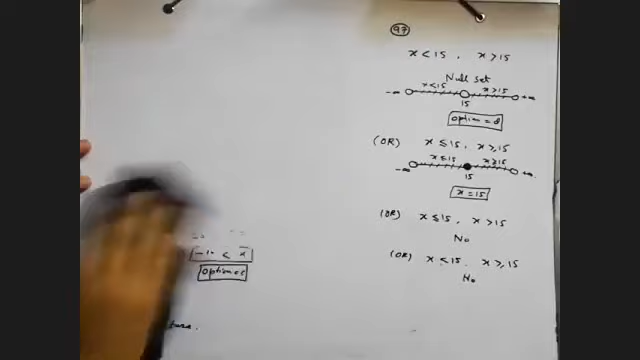 97
x < 15 , x > 15
Null set
x < 15 x > 15
-∞ +∞
15
Option = d
(OR) x ≤ 15 , x ≥ 15
x ≤ 15 x ≥ 15
-∞ +∞
15
x = 15
(OR) x ≤ 15 , x > 15
No
(OR) x < 15 , x ≥ 15
No
Option = c